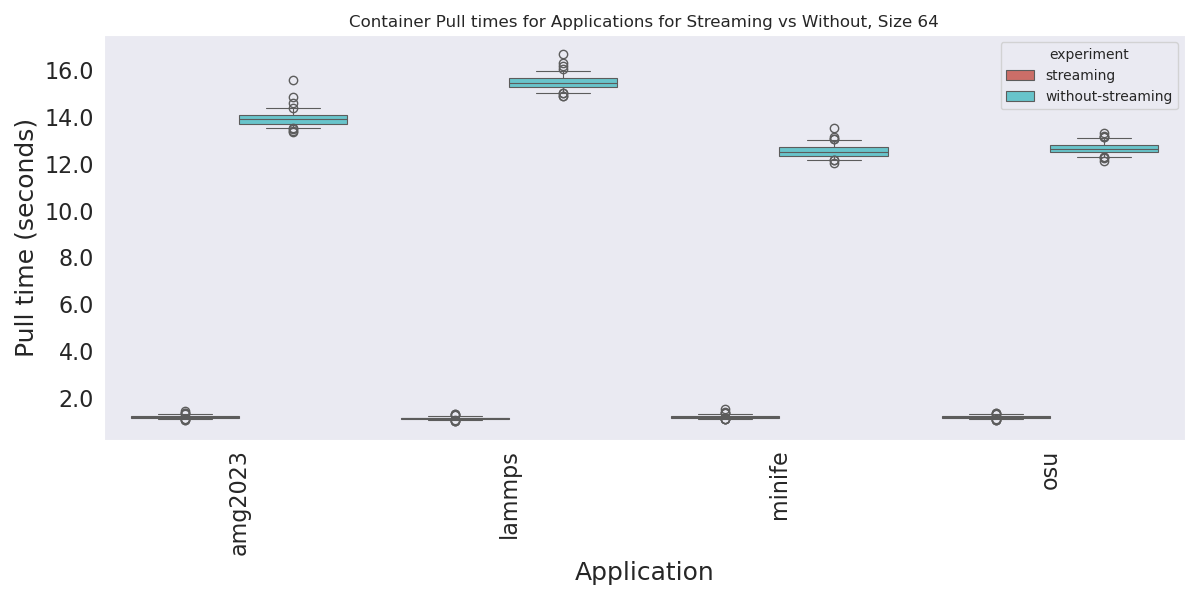 Container Pull times for Applications for Streaming vs Without, Size 64
experiment
streaming
without-streaming
Pull time (seconds)
16.0
14.0
12.0
10.0
8.0
6.0
4.0
2.0
amg2023
lammps
minife
osu
Application